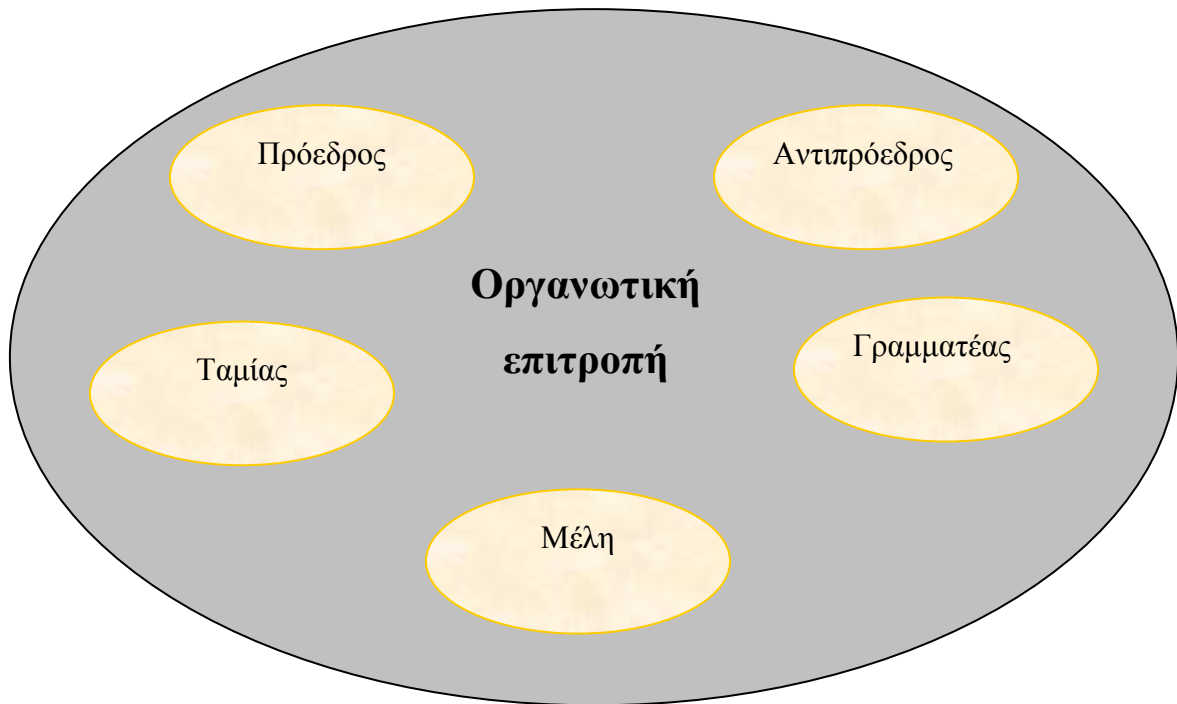 Πρόεδρος
Αντιπρόεδρος
Οργανωτική
επιτροπή
Ταμίας
Γραμματέας
Μέλη